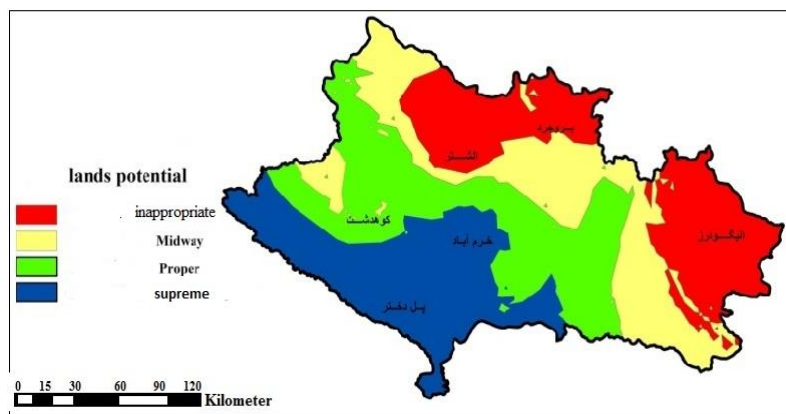 lands potential
inappropriate
Midway
Proper
supreme
بروجرد
الشتر
الیگودرز
کوهدشت
خرم آباد
پل دختر
0 15 30 60 90 120
Kilometer